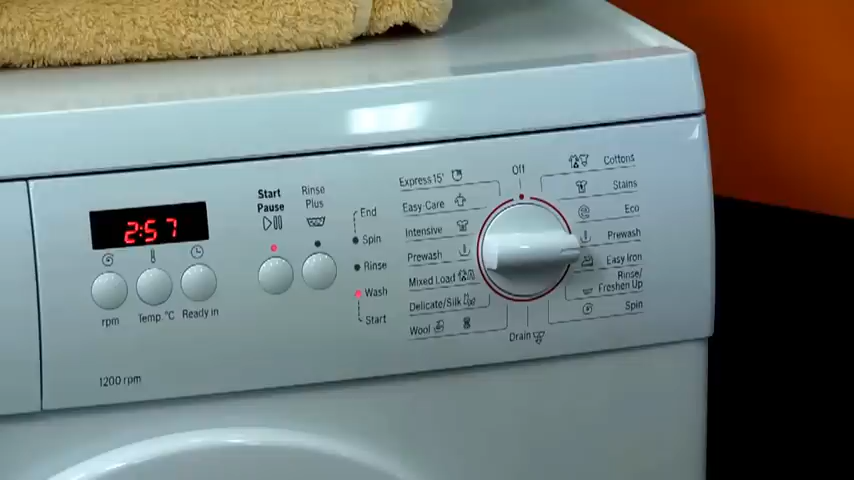 2:57
rpm
Temp. °C
Ready in
1200 rpm
Start
Pause
Rinse
Plus
End
Spin
Rinse
Wash
Start
Express 15'
Easy-Care
Intensive
Prewash
Mixed Load
Delicate/Silk
Wool
Off
Drain
Cottons
Stains
Eco
Prewash
Easy Iron
Rinse/
Freshen Up
Spin